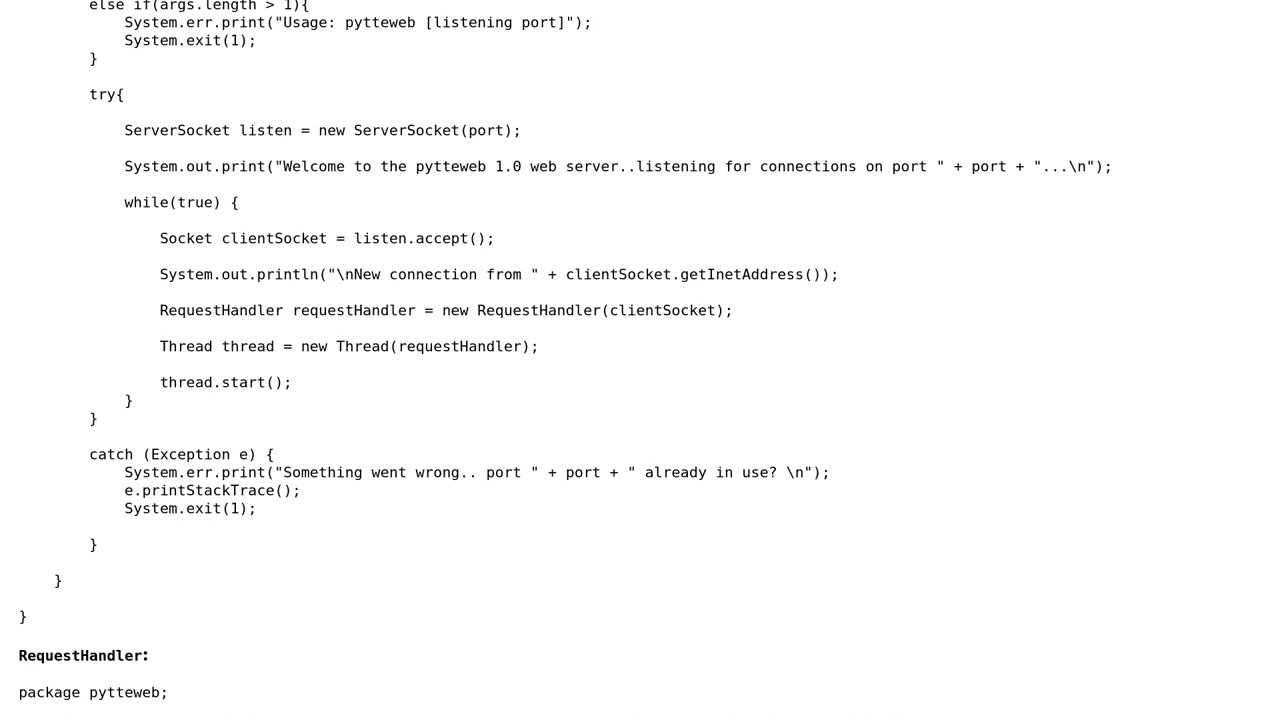 else if(args.length > 1){
System.err.print("Usage: pytteweb [listening port]");
System.exit(1);
}
try{
ServerSocket listen = new ServerSocket(port);
System.out.print("Welcome to the pytteweb 1.0 web server..listening for connections on port " + port + "...\n");
while(true) {
Socket clientSocket = listen.accept();
System.out.println("\nNew connection from " + clientSocket.getInetAddress());
RequestHandler requestHandler = new RequestHandler(clientSocket);
Thread thread = new Thread(requestHandler);
thread.start();
}
}
catch (Exception e) {
System.err.print("Something went wrong.. port " + port + " already in use? \n");
e.printStackTrace();
System.exit(1);
}
}
}
RequestHandler:
package pytteweb;